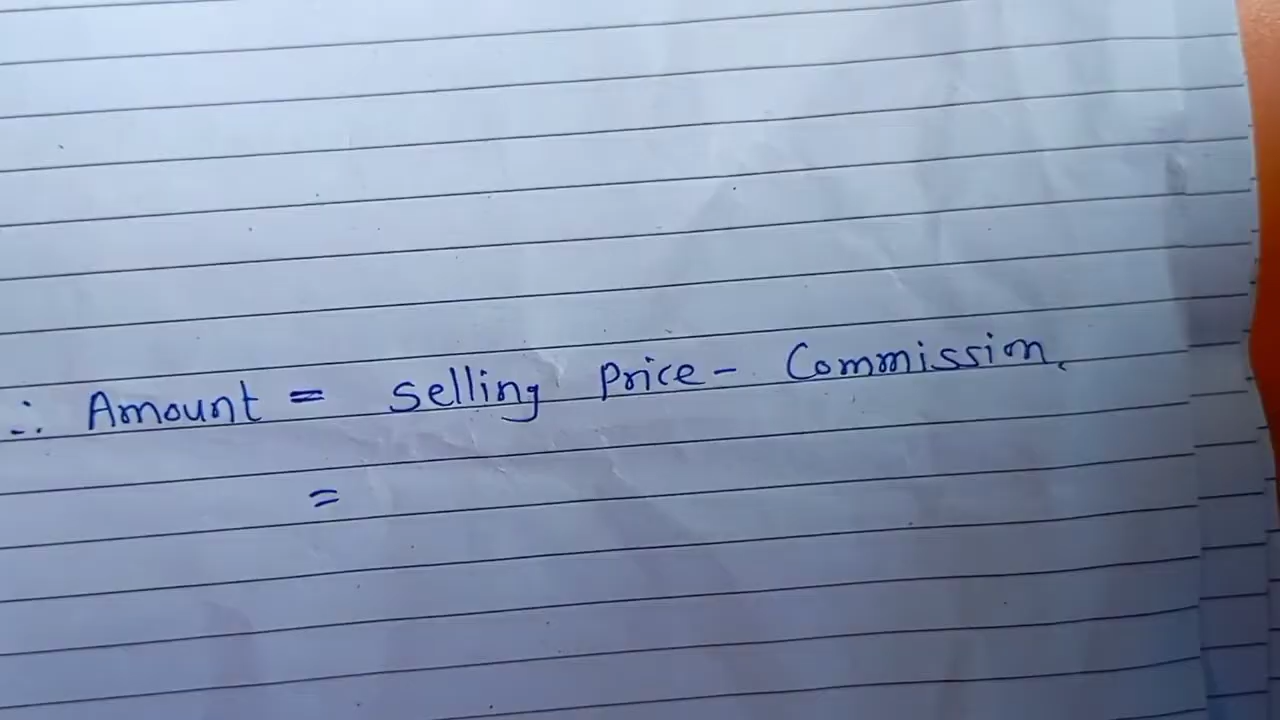 ∴ Amount = Selling Price - Commission
=